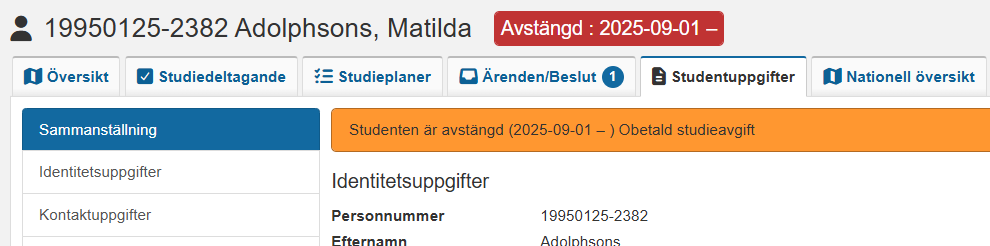 19950125-2382 Adolphsons, Matilda Avstängd : 2025-09-01 –
Översikt Studiedeltagande Studieplaner Ärenden/Beslut 1 Studentuppgifter Nationell översikt
Sammanställning
Identitetsuppgifter
Kontaktuppgifter
Studenten är avstängd (2025-09-01 – ) Obetald studieavgift
Identitetsuppgifter
Personnummer 19950125-2382
Efternamn Adolphsons